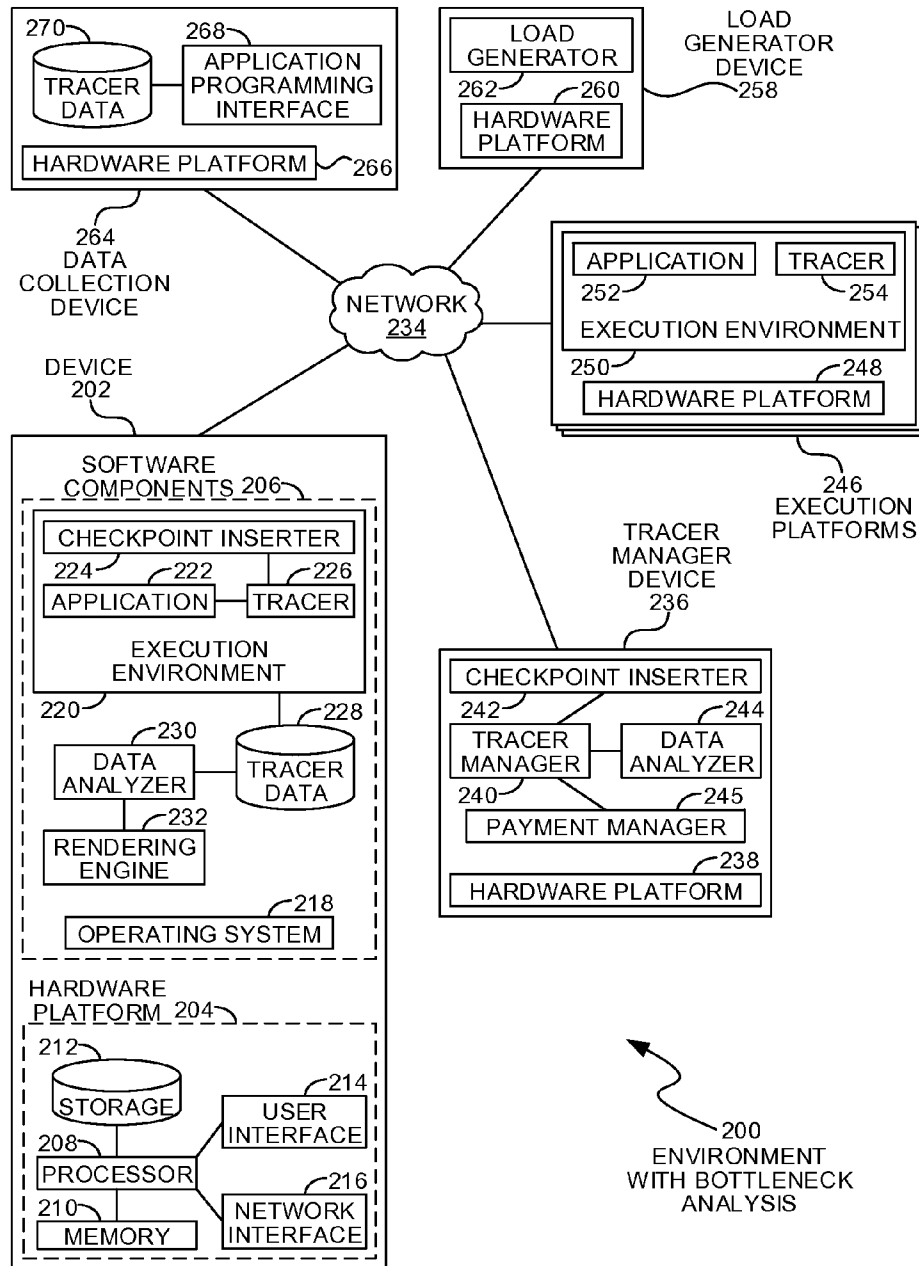 270
TRACER
DATA
268
APPLICATION
PROGRAMMING
INTERFACE
HARDWARE PLATFORM
266
264
DATA
COLLECTION
DEVICE
LOAD
GENERATOR
262
260
HARDWARE
PLATFORM
LOAD
GENERATOR
DEVICE
258
NETWORK
234
APPLICATION
252
TRACER
254
EXECUTION ENVIRONMENT
250
248
HARDWARE PLATFORM
246
EXECUTION
PLATFORMS
DEVICE
202
SOFTWARE
COMPONENTS 206
CHECKPOINT INSERTER
224
222
226
APPLICATION
TRACER
EXECUTION
ENVIRONMENT
220
228
230
DATA
ANALYZER
TRACER
DATA
232
RENDERING
ENGINE
218
OPERATING SYSTEM
HARDWARE
PLATFORM 204
212
STORAGE
214
USER
INTERFACE
208
PROCESSOR
216
NETWORK
INTERFACE
210
MEMORY
TRACER
MANAGER
DEVICE
236
CHECKPOINT INSERTER
242
244
TRACER
MANAGER
DATA
ANALYZER
240
245
PAYMENT MANAGER
238
HARDWARE PLATFORM
200
ENVIRONMENT
WITH BOTTLENECK
ANALYSIS